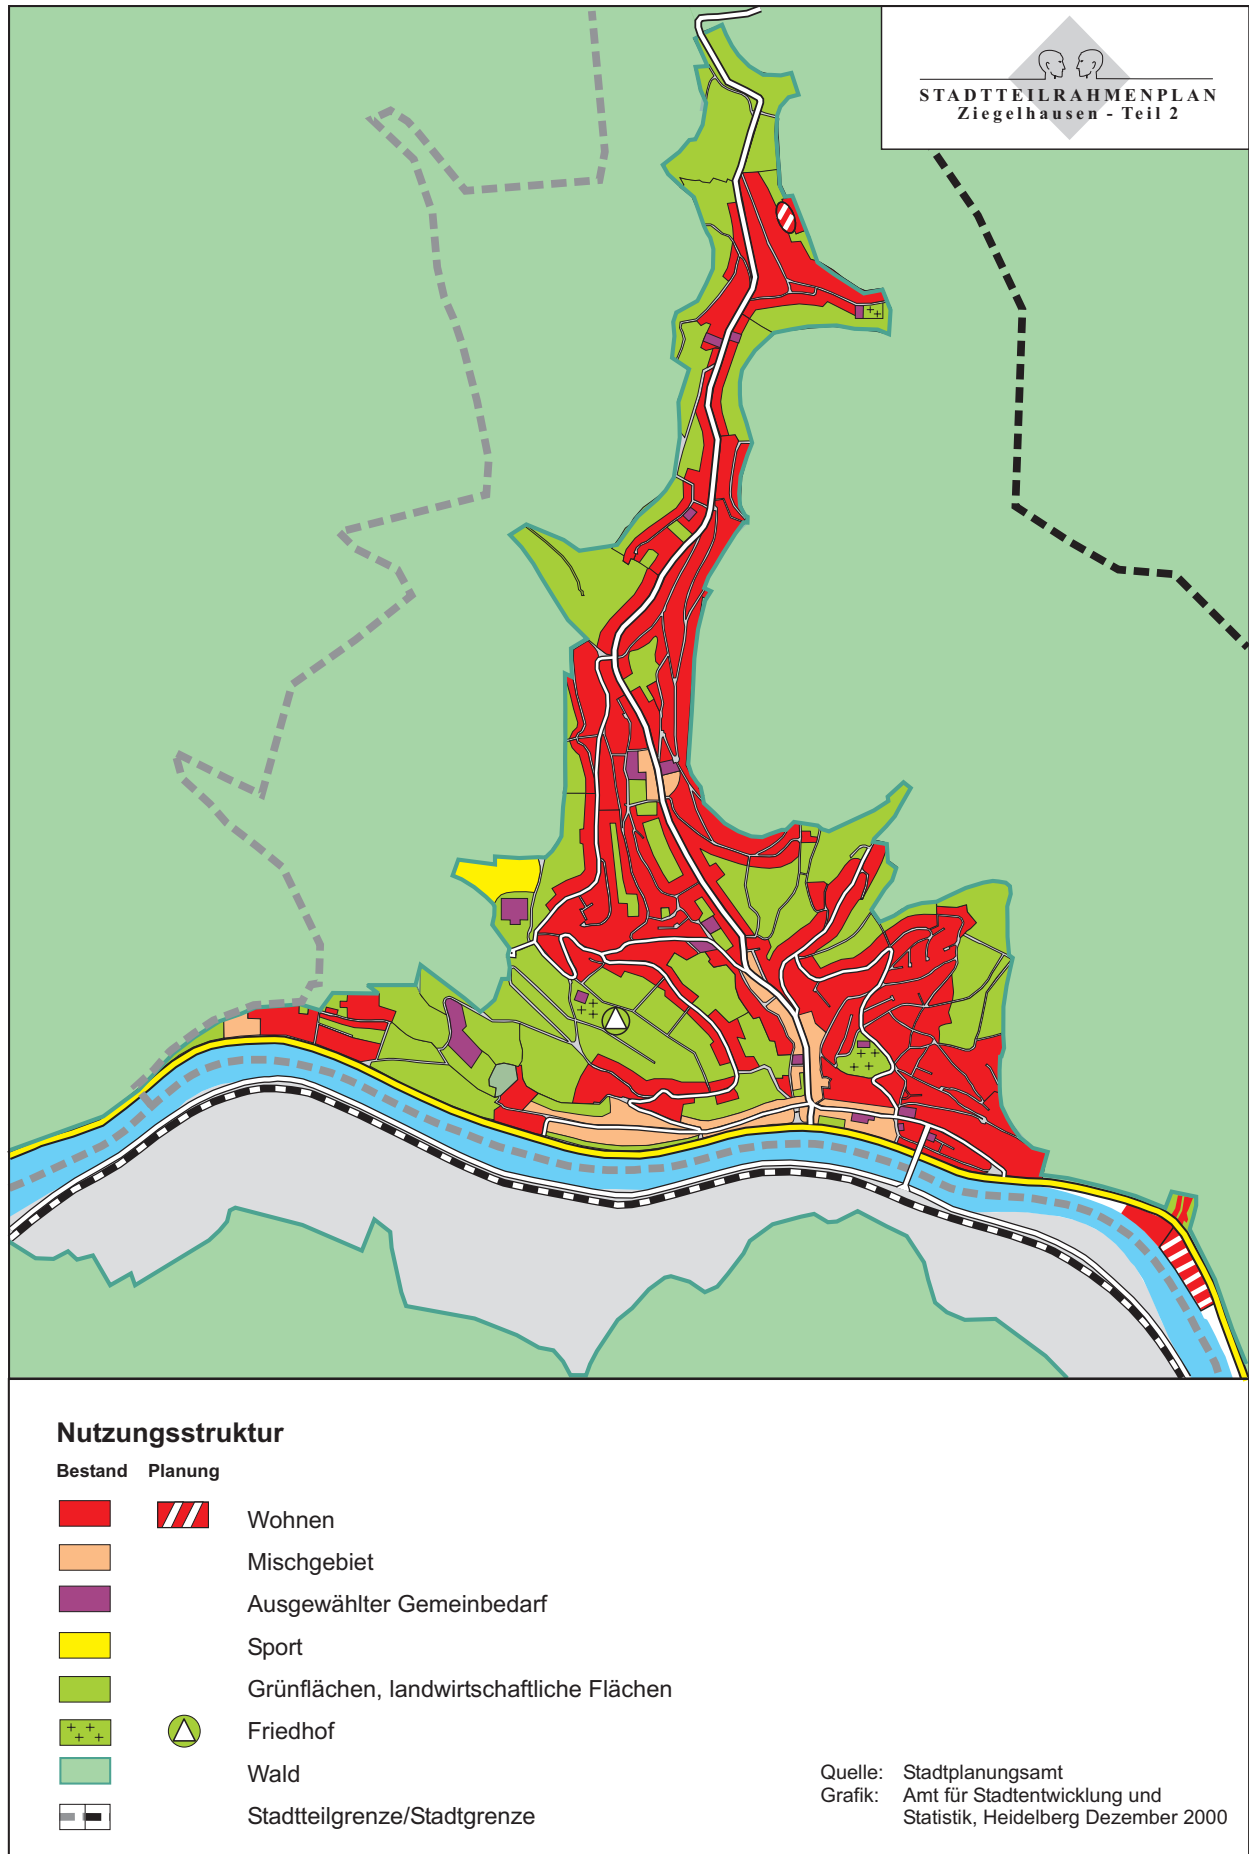 STADTTEILRAHMENPLAN
Ziegelhausen - Teil 2
Nutzungsstruktur
Bestand Planung
Wohnen
Mischgebiet
Ausgewählter Gemeinbedarf
Sport
Grünflächen, landwirtschaftliche Flächen
Friedhof
Wald
Stadtteilgrenze/Stadtgrenze
Quelle: Stadtplanungsamt
Grafik: Amt für Stadtentwicklung und
Statistik, Heidelberg Dezember 2000